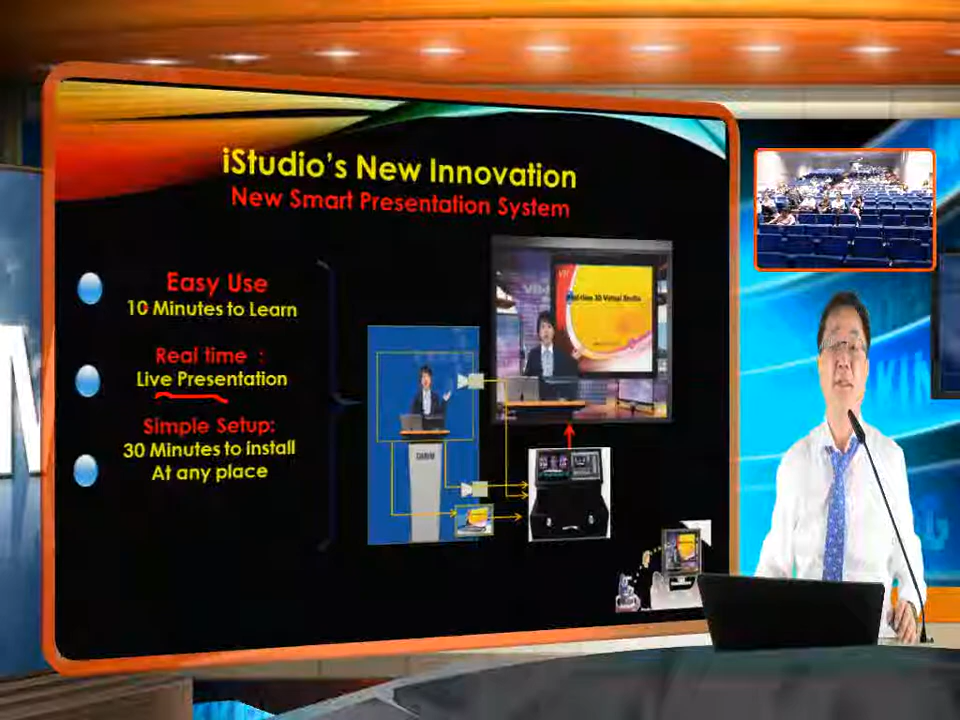 iStudio's New Innovation
New Smart Presentation System
Easy Use
10 Minutes to Learn
Real time :
Live Presentation
Simple Setup:
30 Minutes to install
At any place